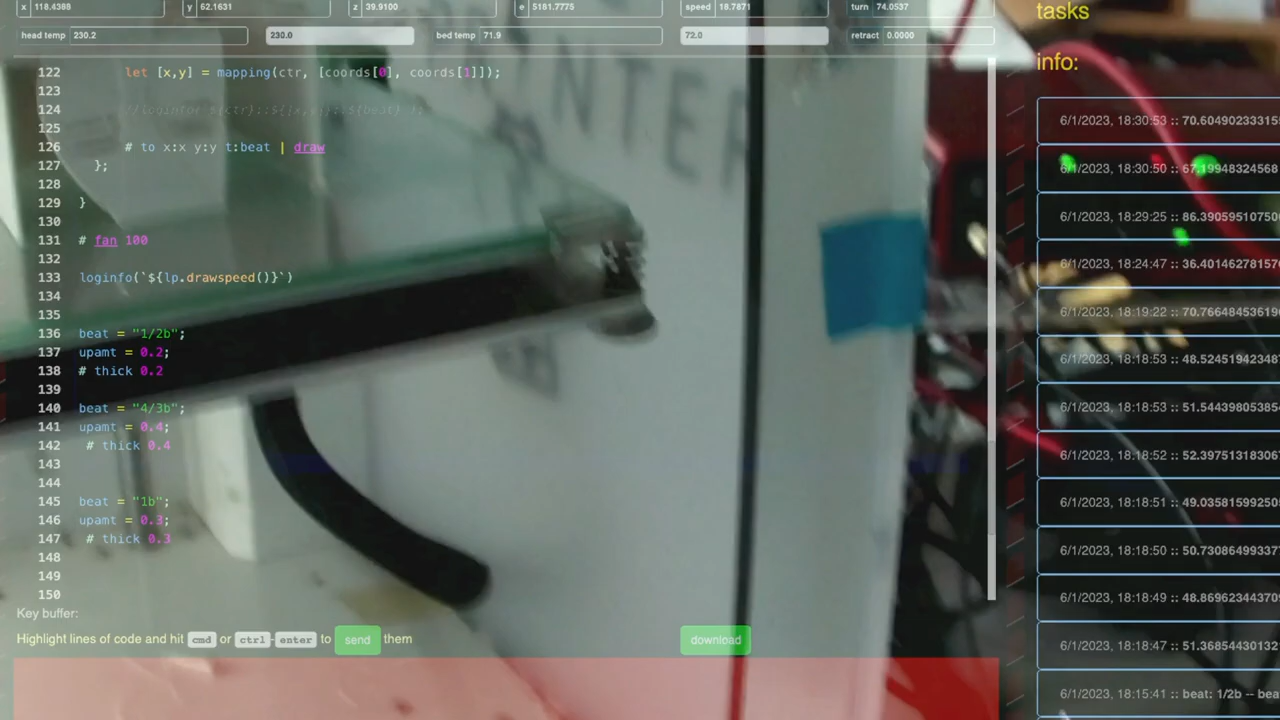 x 118.4388 y 62.1631 z 39.9100 e 5181.7775 speed 18.7871 turn 74.0537
head temp 230.2 230.0 bed temp 71.9 72.0 retract 0.0000
tasks
info:
122 let [x,y] = mapping(ctr, [coords[0], coords[1]]);
123
124
125
126 # to x:x y:y t:beat | draw
127 };
128
129 }
130
131 # fan 100
132
133 loginfo(`${lp.drawspeed()}`)
134
135
136 beat = "1/2b";
137 upamt = 0.2;
138 # thick 0.2
139
140 beat = "4/3b";
141 upamt = 0.4;
142 # thick 0.4
143
144
145 beat = "1b";
146 upamt = 0.3;
147 # thick 0.3
148
149
150
Key buffer:
Highlight lines of code and hit cmd or ctrl-enter to send them
download
6/1/2023, 18:30:53 :: 70.6049023331
6/1/2023, 18:30:50 :: 67.19948324568
6/1/2023, 18:29:25 :: 86.3905951075
6/1/2023, 18:24:47 :: 36.401462781576
6/1/2023, 18:19:22 :: 70.76648453619
6/1/2023, 18:18:53 :: 48.52451942348
6/1/2023, 18:18:53 :: 51.5443980538
6/1/2023, 18:18:52 :: 52.39751318306
6/1/2023, 18:18:51 :: 49.0358159925
6/1/2023, 18:18:50 :: 50.7308649933
6/1/2023, 18:18:49 :: 48.8696234437
6/1/2023, 18:18:47 :: 51.36854430132
6/1/2023, 18:15:41 :: beat: 1/2b -- bea
NTER